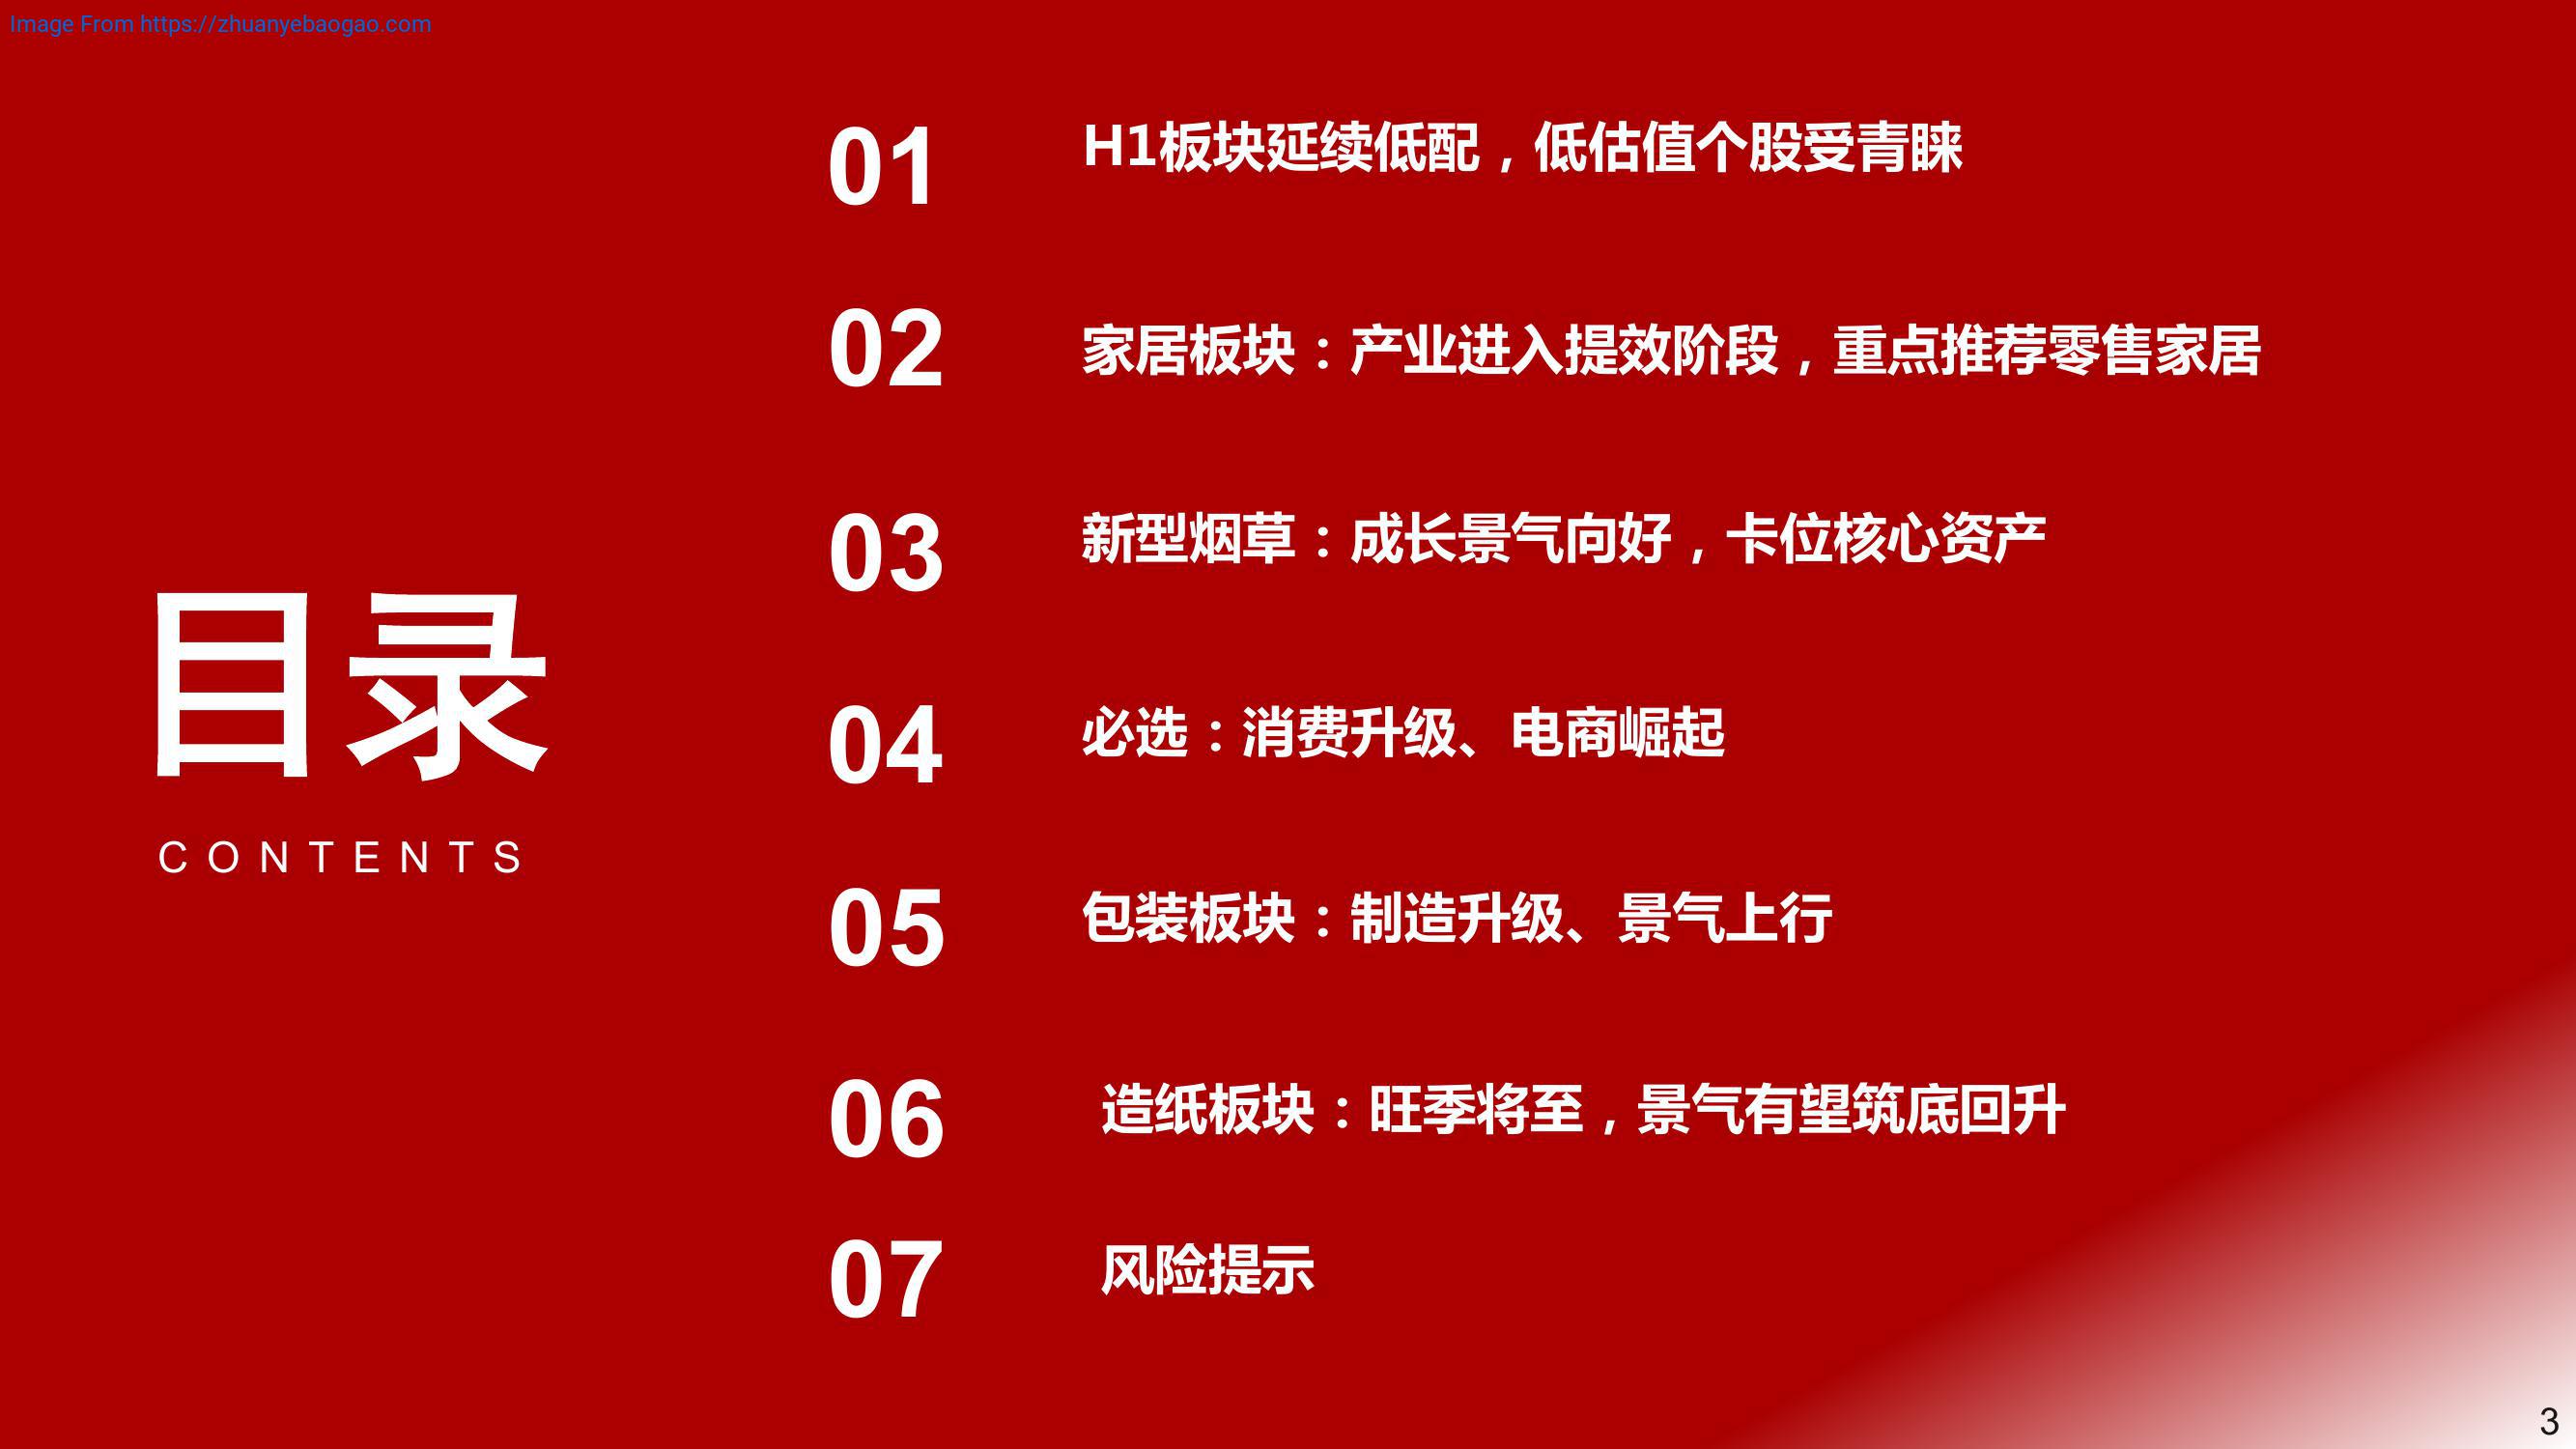 Image From https://zhuanyebaogao.com
目录
CONTENTS
01 H1板块延续低配，低估值个股受青睐
02 家居板块：产业进入提效阶段，重点推荐零售家居
03 新型烟草：成长景气向好，卡位核心资产
04 必选：消费升级、电商崛起
05 包装板块：制造升级、景气上行
06 造纸板块：旺季将至，景气有望筑底回升
07 风险提示
3